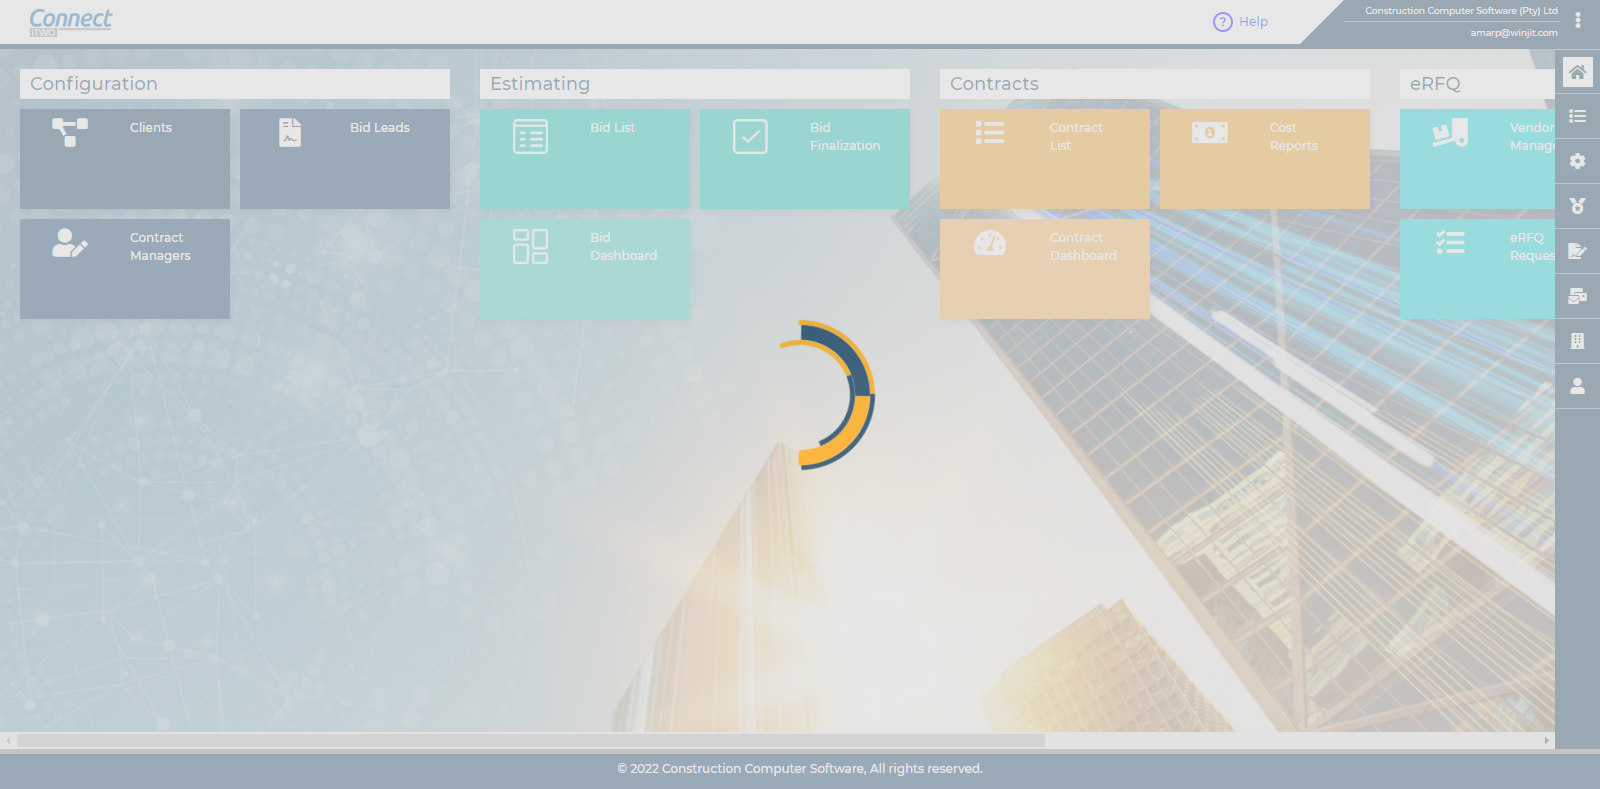 Connect
iTWO
Help
Construction Computer Software (Pty) Ltd
amarp@winjit.com
Configuration
Estimating
Contracts
eRFQ
Clients
Bid Leads
Bid List
Bid
Finalization
Contract
List
Cost
Reports
Vendor
Manage
Contract
Managers
Bid
Dashboard
Contract
Dashboard
eRFQ
Reques
© 2022 Construction Computer Software, All rights reserved.